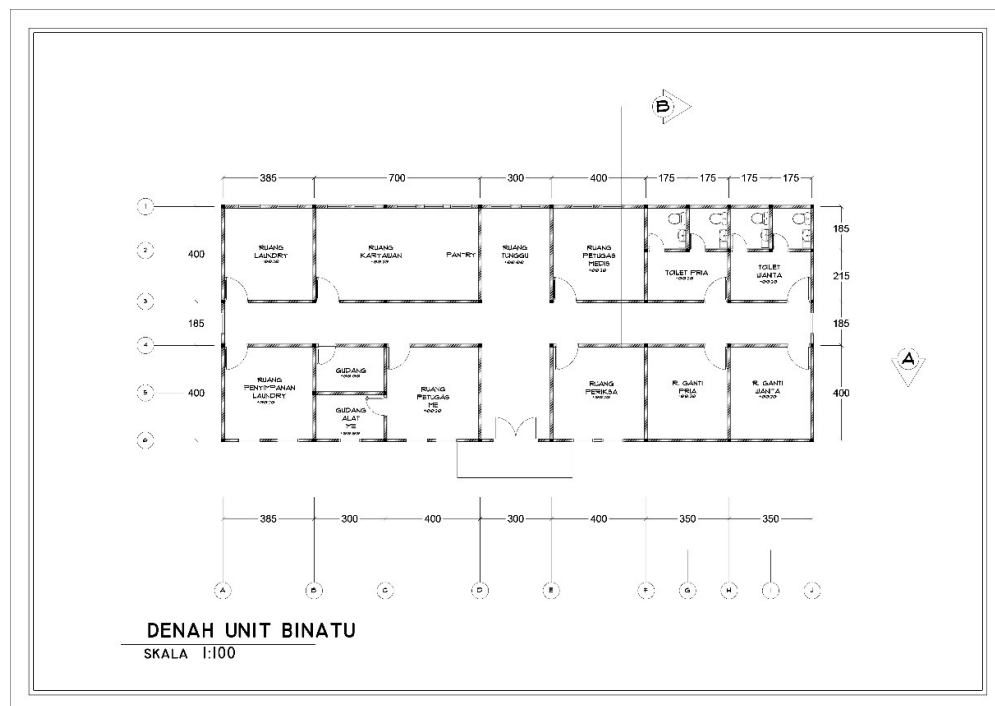 B
385 700 300 400 175 175 175 175
1
2
3
4
5
6
400
185
400
185
215
185
400
RUANG
LAUNDRY
RUANG
KARYAWAN
PANTRY
RUANG
TUNGGU
RUANG
PETUGAS
MEDIS
TOILET PRIA
TOILET
WANITA
RUANG
PENYIMPANAN
LAUNDRY
GUDANG
GUDANG
ALAT
ME
RUANG
PETUGAS
ME
RUANG
PERIKSA
R. GANTI
PRIA
R. GANTI
WANITA
A
385 300 400 300 400 350 350
A B C D E F G H I J
DENAH UNIT BINATU
SKALA 1:100